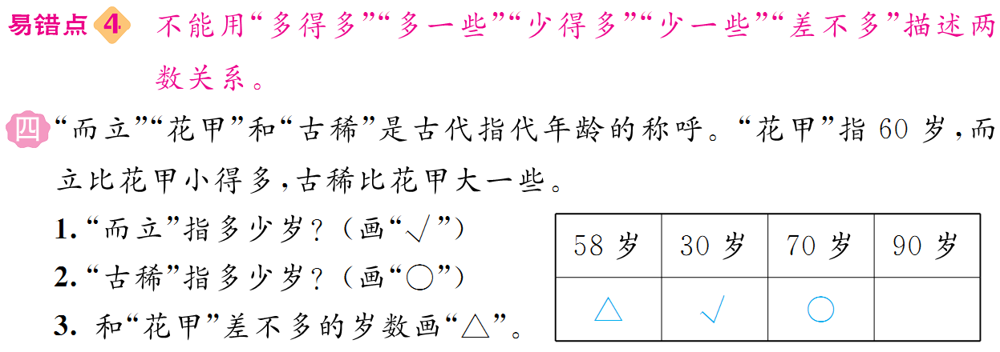 易错点 4 不能用“多得多”“多一些”“少得多”“少一些”“差不多”描述两
数关系。
四 “而立”“花甲”和“古稀”是古代指代年龄的称呼。“花甲”指 60 岁,而
立比花甲小得多,古稀比花甲大一些。
1. “而立”指多少岁?(画“√”)
2. “古稀”指多少岁?(画“○”)
3. 和“花甲”差不多的岁数画“△”。
58 岁 30 岁 70 岁 90 岁
△ √ ○